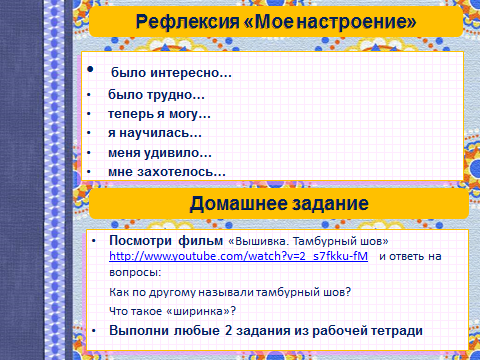 Рефлексия «Мое настроение»
• было интересно…
• было трудно…
• теперь я могу…
• я научилась…
• меня удивило…
• мне захотелось…
Домашнее задание
• Посмотри фильм «Вышивка. Тамбурный шов»
http://www.youtube.com/watch?v=2_s7fkku-fM и ответь на
вопросы:
Как по другому называли тамбурный шов?
Что такое «ширинка»?
• Выполни любые 2 задания из рабочей тетради